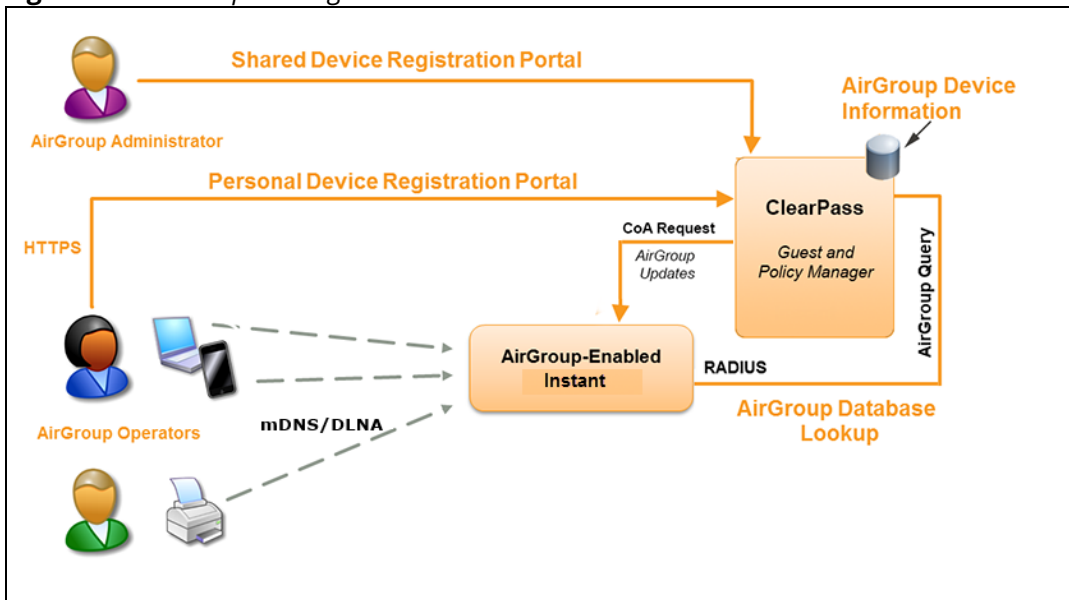 Shared Device Registration Portal
AirGroup Device
Information
AirGroup Administrator
Personal Device Registration Portal
ClearPass
Guest and
Policy Manager
HTTPS
CoA Request
AirGroup
Updates
AirGroup Query
AirGroup-Enabled
Instant
RADIUS
AirGroup Database
Lookup
mDNS/DLNA
AirGroup Operators